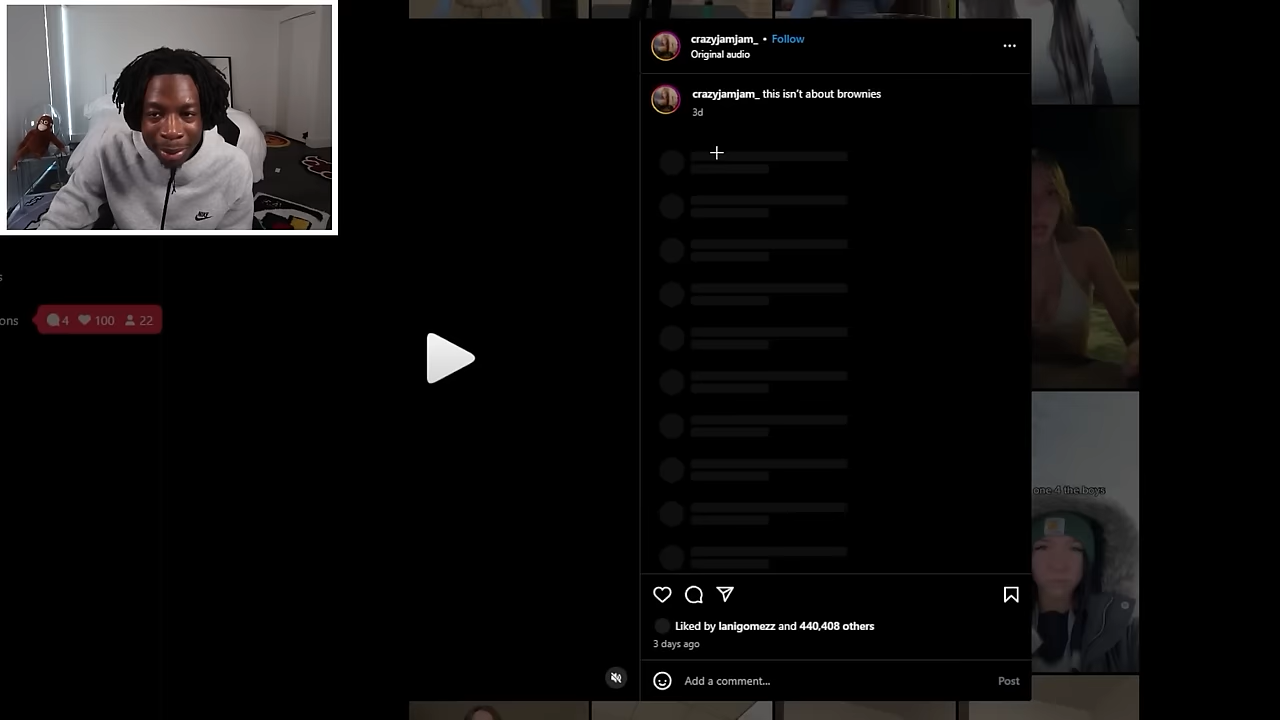 crazyjamjam_ • Follow
Original audio
crazyjamjam_ this isn't about brownies
3d
s
ons
4 100 22
one 4 the boys
Liked by lanigomezz and 440,408 others
3 days ago
Add a comment...
Post